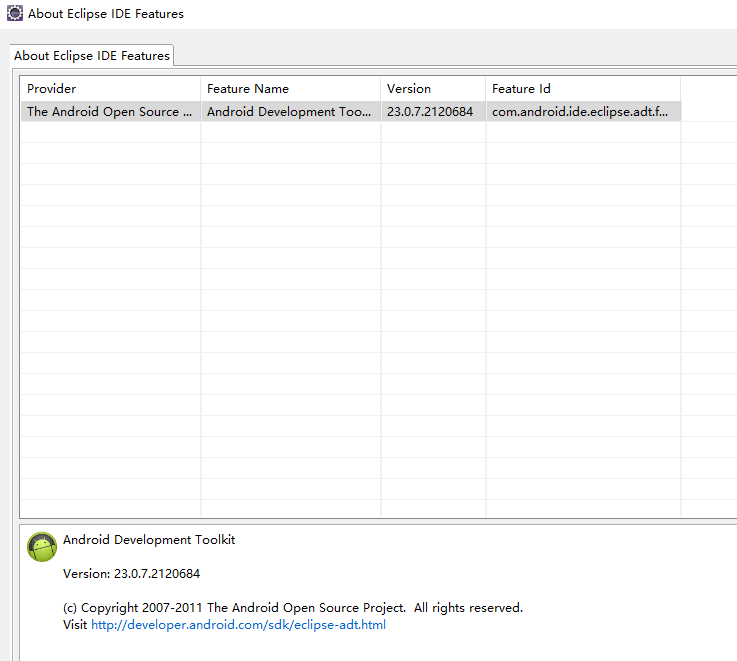 About Eclipse IDE Features
About Eclipse IDE Features
Provider Feature Name Version Feature Id
The Android Open Source ... Android Development Too... 23.0.7.2120684 com.android.ide.eclipse.adt.f...
Android Development Toolkit
Version: 23.0.7.2120684
(c) Copyright 2007-2011 The Android Open Source Project.  All rights reserved.
Visit http://developer.android.com/sdk/eclipse-adt.html